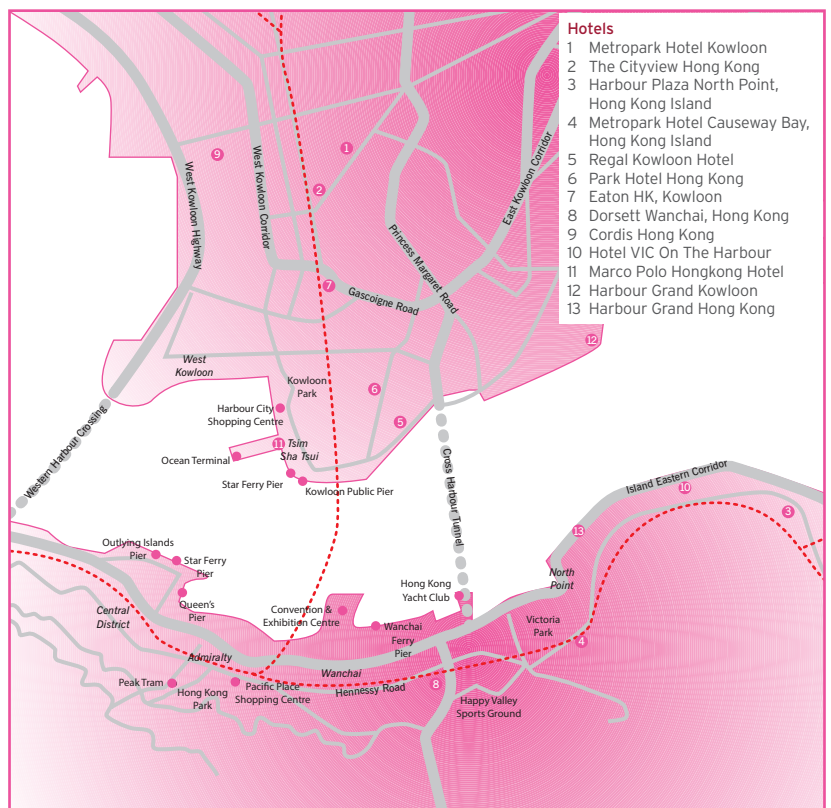 Hotels
1 Metropark Hotel Kowloon
2 The Cityview Hong Kong
3 Harbour Plaza North Point,
Hong Kong Island
4 Metropark Hotel Causeway Bay,
Hong Kong Island
5 Regal Kowloon Hotel
6 Park Hotel Hong Kong
7 Eaton HK, Kowloon
8 Dorsett Wanchai, Hong Kong
9 Cordis Hong Kong
10 Hotel VIC On The Harbour
11 Marco Polo Hongkong Hotel
12 Harbour Grand Kowloon
13 Harbour Grand Hong Kong
1
9
2
West Kowloon Highway
West Kowloon Corridor
East Kowloon Corridor
Princess Margaret Road
7
Gascoigne Road
12
West
Kowloon
Kowloon
Park
6
Harbour City
Shopping Centre
5
Western Harbour Crossing
11
Tsim
Sha Tsui
Ocean Terminal
Star Ferry Pier
Kowloon Public Pier
Cross Harbour Tunnel
Island Eastern Corridor
10
3
13
Outlying Islands
Pier
Star Ferry
Pier
North
Point
Hong Kong
Yacht Club
Queen's
Pier
Central
District
Convention &
Exhibition Centre
Wanchai
Ferry
Pier
Victoria
Park
4
Admiralty
Wanchai
Peak Tram
Hong Kong
Park
Pacific Place
Shopping Centre
Hennessy Road
8
Happy Valley
Sports Ground